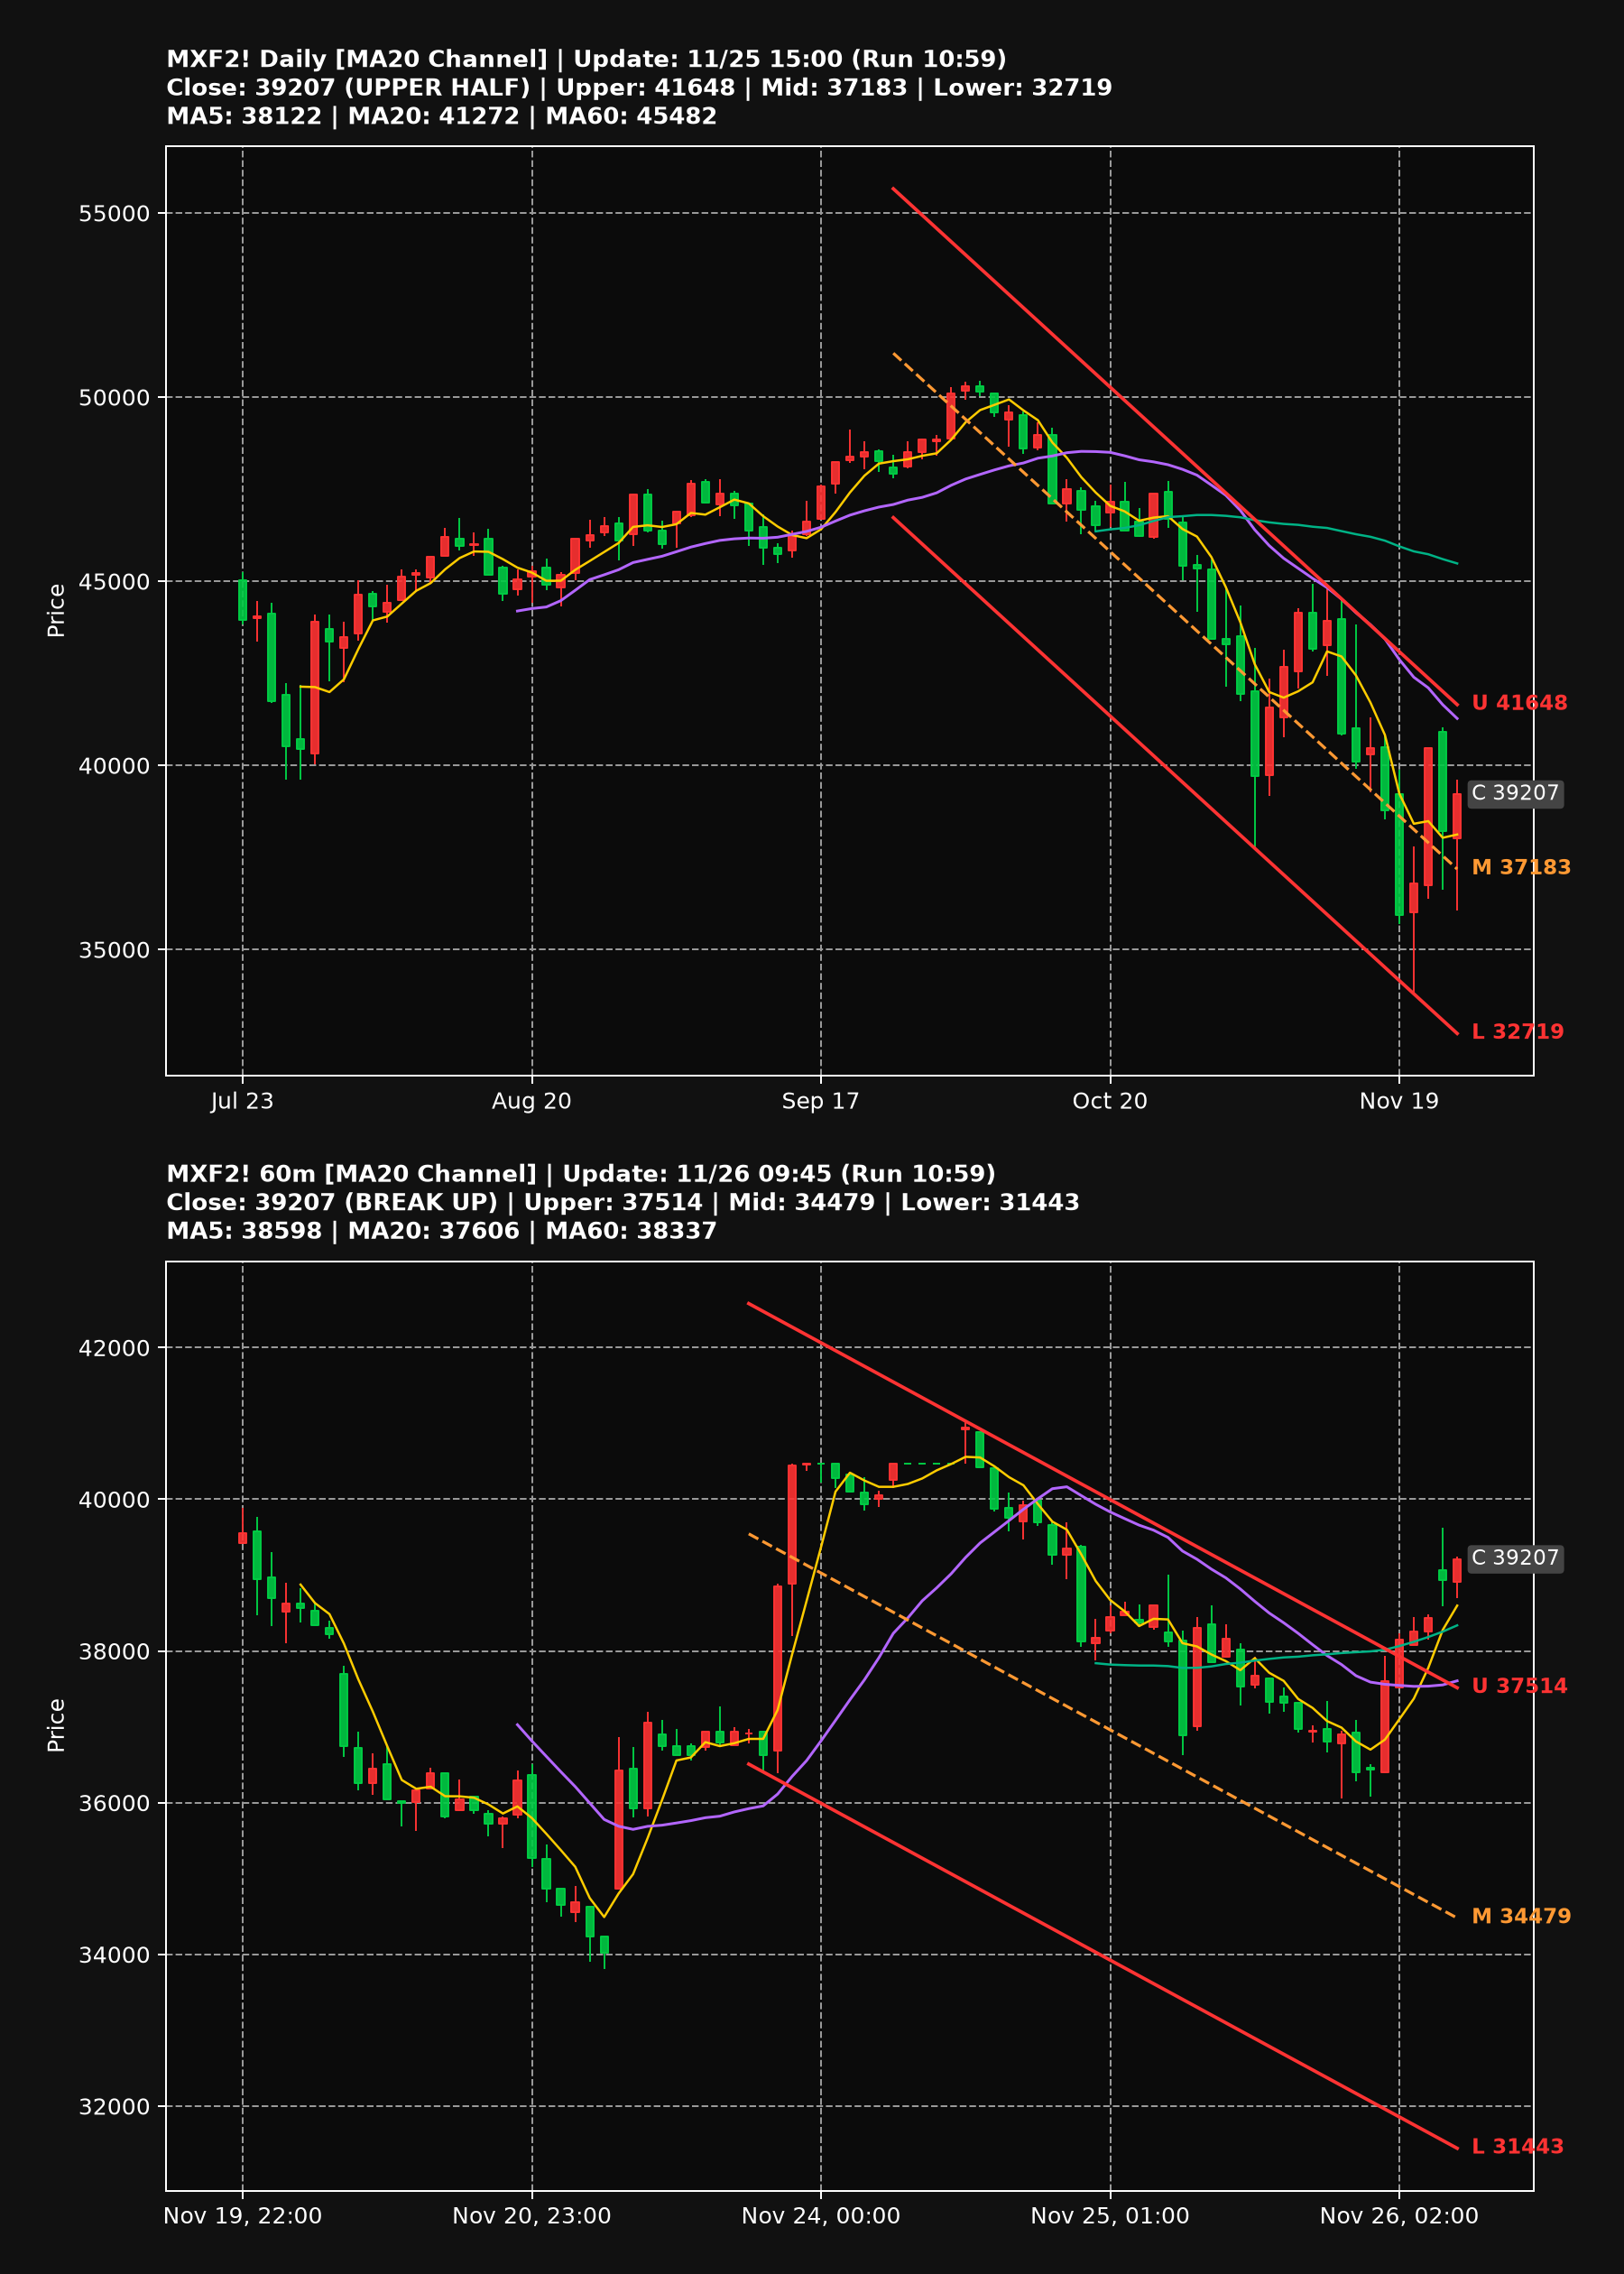 MXF2! Daily [MA20 Channel] | Update: 11/25 15:00 (Run 10:59)
Close: 39207 (UPPER HALF) | Upper: 41648 | Mid: 37183 | Lower: 32719
MA5: 38122 | MA20: 41272 | MA60: 45482
55000
50000
45000
40000
35000
Price
U 41648
C 39207
M 37183
L 32719
Jul 23
Aug 20
Sep 17
Oct 20
Nov 19
MXF2! 60m [MA20 Channel] | Update: 11/26 09:45 (Run 10:59)
Close: 39207 (BREAK UP) | Upper: 37514 | Mid: 34479 | Lower: 31443
MA5: 38598 | MA20: 37606 | MA60: 38337
42000
40000
38000
36000
34000
32000
Price
C 39207
U 37514
M 34479
L 31443
Nov 19, 22:00
Nov 20, 23:00
Nov 24, 00:00
Nov 25, 01:00
Nov 26, 02:00